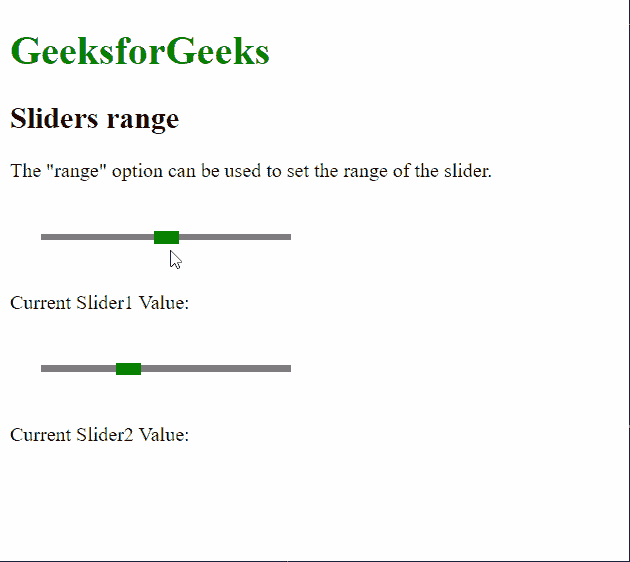 GeeksforGeeks
Sliders range
The "range" option can be used to set the range of the slider.
Current Slider1 Value:
Current Slider2 Value: